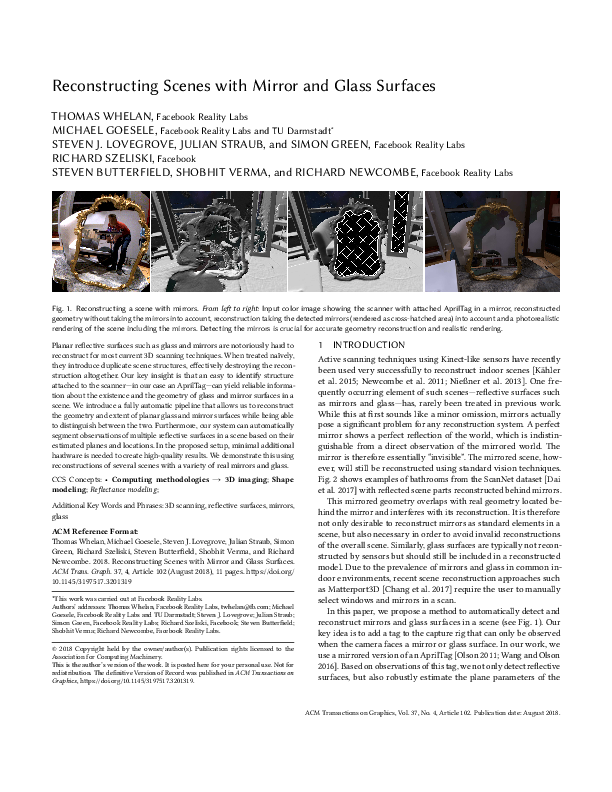 Reconstructing Scenes with Mirror and Glass Surfaces
THOMAS WHELAN, Facebook Reality Labs
MICHAEL GOESELE, Facebook Reality Labs and TU Darmstadt*
STEVEN J. LOVEGROVE, JULIAN STRAUB, and SIMON GREEN, Facebook Reality Labs
RICHARD SZELISKI, Facebook
STEVEN BUTTERFIELD, SHOBHIT VERMA, and RICHARD NEWCOMBE, Facebook Reality Labs
Fig. 1. Reconstructing a scene with mirrors. From left to right: Input color image showing the scanner with attached AprilTag in a mirror, reconstructed
geometry without taking the mirrors into account, reconstruction taking the detected mirrors (rendered as cross-hatched area) into account and a photorealistic
rendering of the scene including the mirrors. Detecting the mirrors is crucial for accurate geometry reconstruction and realistic rendering.
Planar reflective surfaces such as glass and mirrors are notoriously hard to
reconstruct for most current 3D scanning techniques. When treated naïvely,
they introduce duplicate scene structures, effectively destroying the recon-
struction altogether. Our key insight is that an easy to identify structure
attached to the scanner—in our case an AprilTag—can yield reliable informa-
tion about the existence and the geometry of glass and mirror surfaces in a
scene. We introduce a fully automatic pipeline that allows us to reconstruct
the geometry and extent of planar glass and mirror surfaces while being able
to distinguish between the two. Furthermore, our system can automatically
segment observations of multiple reflective surfaces in a scene based on their
estimated planes and locations. In the proposed setup, minimal additional
hardware is needed to create high-quality results. We demonstrate this using
reconstructions of several scenes with a variety of real mirrors and glass.
CCS Concepts: • Computing methodologies → 3D imaging; Shape
modeling; Reflectance modeling;
Additional Key Words and Phrases: 3D scanning, reflective surfaces, mirrors,
glass
ACM Reference Format:
Thomas Whelan, Michael Goesele, Steven J. Lovegrove, Julian Straub, Simon
Green, Richard Szeliski, Steven Butterfield, Shobhit Verma, and Richard
Newcombe. 2018. Reconstructing Scenes with Mirror and Glass Surfaces.
ACM Trans. Graph. 37, 4, Article 102 (August 2018), 11 pages. https://doi.org/
10.1145/3197517.3201319
*This work was carried out at Facebook Reality Labs.
Authors' addresses: Thomas Whelan, Facebook Reality Labs, twhelan@fb.com; Michael
Goesele, Facebook Reality Labs and TU Darmstadt; Steven J. Lovegrove; Julian Straub;
Simon Green, Facebook Reality Labs; Richard Szeliski, Facebook; Steven Butterfield;
Shobhit Verma; Richard Newcombe, Facebook Reality Labs.
© 2018 Copyright held by the owner/author(s). Publication rights licensed to the
Association for Computing Machinery.
This is the author's version of the work. It is posted here for your personal use. Not for
redistribution. The definitive Version of Record was published in ACM Transactions on
Graphics, https://doi.org/10.1145/3197517.3201319.
1 INTRODUCTION
Active scanning techniques using Kinect-like sensors have recently
been used very successfully to reconstruct indoor scenes [Kähler
et al. 2015; Newcombe et al. 2011; Nießner et al. 2013]. One fre-
quently occurring element of such scenes—reflective surfaces such
as mirrors and glass—has, rarely been treated in previous work.
While this at first sounds like a minor omission, mirrors actually
pose a significant problem for any reconstruction system. A perfect
mirror shows a perfect reflection of the world, which is indistin-
guishable from a direct observation of the mirrored world. The
mirror is therefore essentially "invisible". The mirrored scene, how-
ever, will still be reconstructed using standard vision techniques.
Fig. 2 shows examples of bathrooms from the ScanNet dataset [Dai
et al. 2017] with reflected scene parts reconstructed behind mirrors.
This mirrored geometry overlaps with real geometry located be-
hind the mirror and interferes with its reconstruction. It is therefore
not only desirable to reconstruct mirrors as standard elements in a
scene, but also necessary in order to avoid invalid reconstructions
of the overall scene. Similarly, glass surfaces are typically not recon-
structed by sensors but should still be included in a reconstructed
model. Due to the prevalence of mirrors and glass in common in-
door environments, recent scene reconstruction approaches such
as Matterport3D [Chang et al. 2017] require the user to manually
select windows and mirrors in a scan.
In this paper, we propose a method to automatically detect and
reconstruct mirrors and glass surfaces in a scene (see Fig. 1). Our
key idea is to add a tag to the capture rig that can only be observed
when the camera faces a mirror or glass surface. In our work, we
use a mirrored version of an AprilTag [Olson 2011; Wang and Olson
2016]. Based on observations of this tag, we not only detect reflective
surfaces, but also robustly estimate the plane parameters of the
ACM Transactions on Graphics, Vol. 37, No. 4, Article 102. Publication date: August 2018.